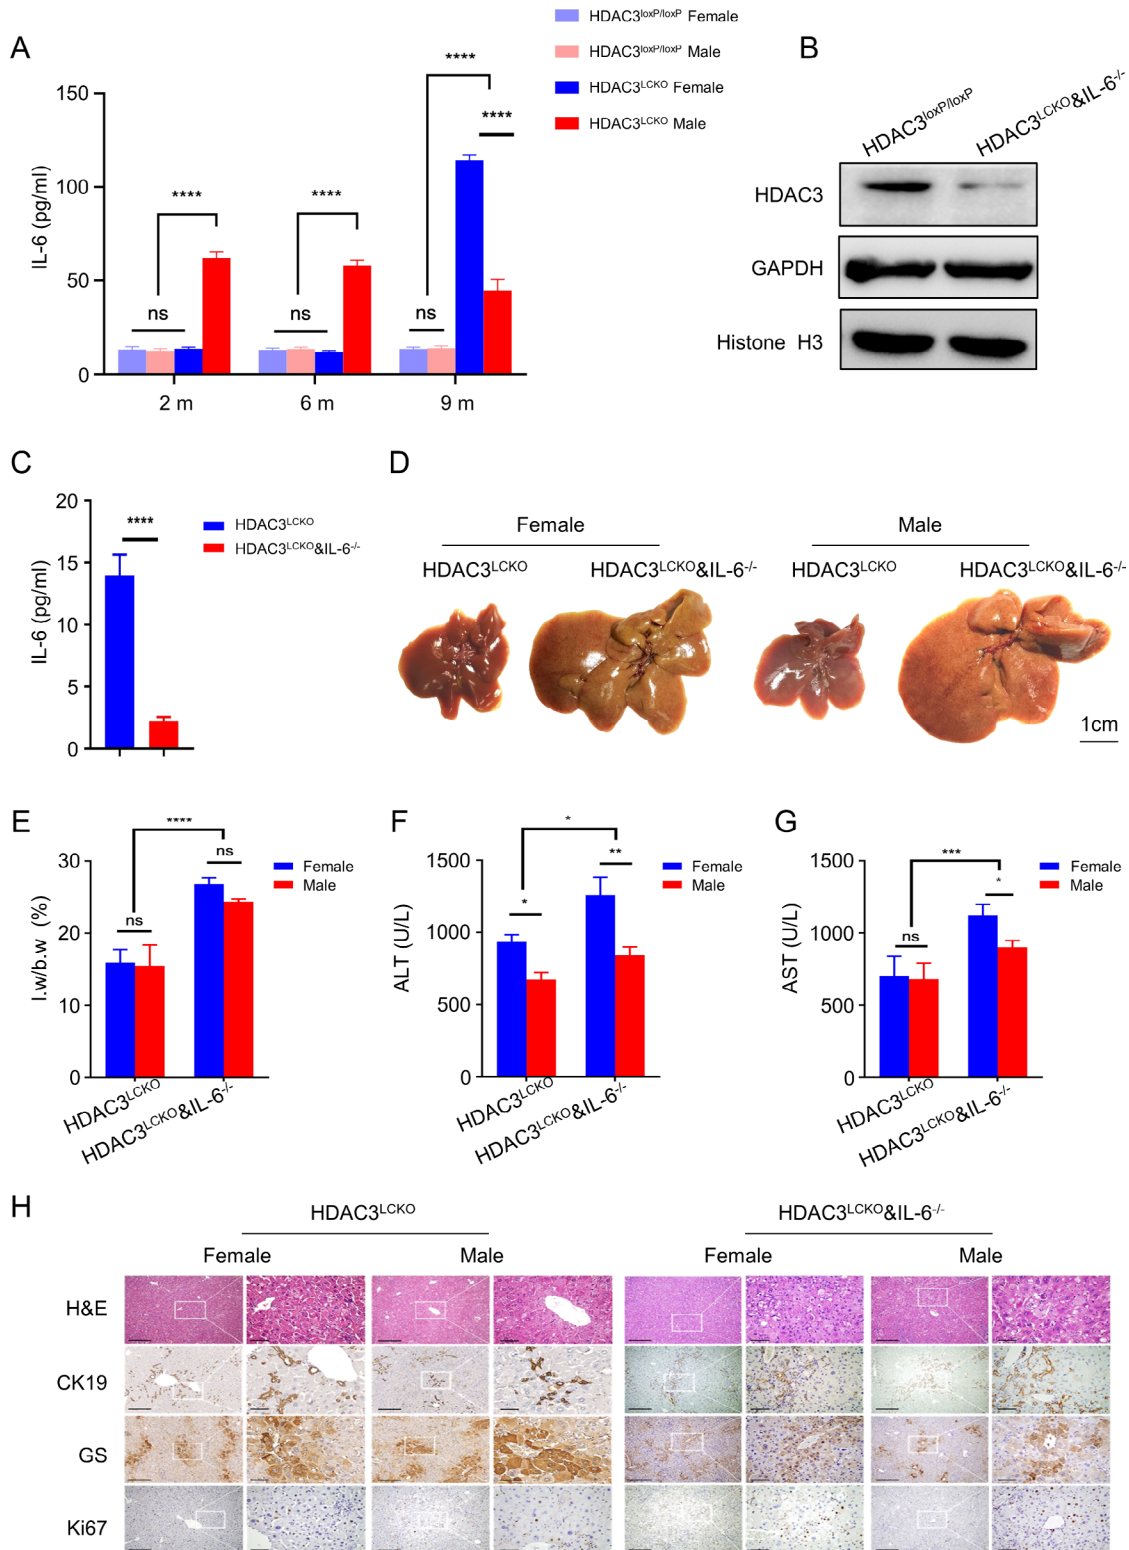 HDAC3loxP/loxP Female
HDAC3loxP/loxP Male
HDAC3LCKO Female
HDAC3LCKO Male
A
IL-6 (pg/ml)
150
100
50
0
****
****
****
****
ns
ns
ns
2 m
6 m
9 m
B
HDAC3loxP/loxP
HDAC3LCKO&IL-6-/-
HDAC3
GAPDH
Histone H3
C
IL-6 (pg/ml)
20
15
10
5
0
****
HDAC3LCKO
HDAC3LCKO&IL-6-/-
D
Female
Male
HDAC3LCKO
HDAC3LCKO&IL-6-/-
HDAC3LCKO
HDAC3LCKO&IL-6-/-
1cm
E
l.w/b.w (%)
30
20
10
0
****
ns
ns
Female
Male
HDAC3LCKO
HDAC3LCKO&IL-6-/-
F
ALT (U/L)
1500
1000
500
0
*
**
*
Female
Male
HDAC3LCKO
HDAC3LCKO&IL-6-/-
G
AST (U/L)
1500
1000
500
0
***
*
ns
Female
Male
HDAC3LCKO
HDAC3LCKO&IL-6-/-
H
HDAC3LCKO
HDAC3LCKO&IL-6-/-
Female
Male
Female
Male
H&E
CK19
GS
Ki67